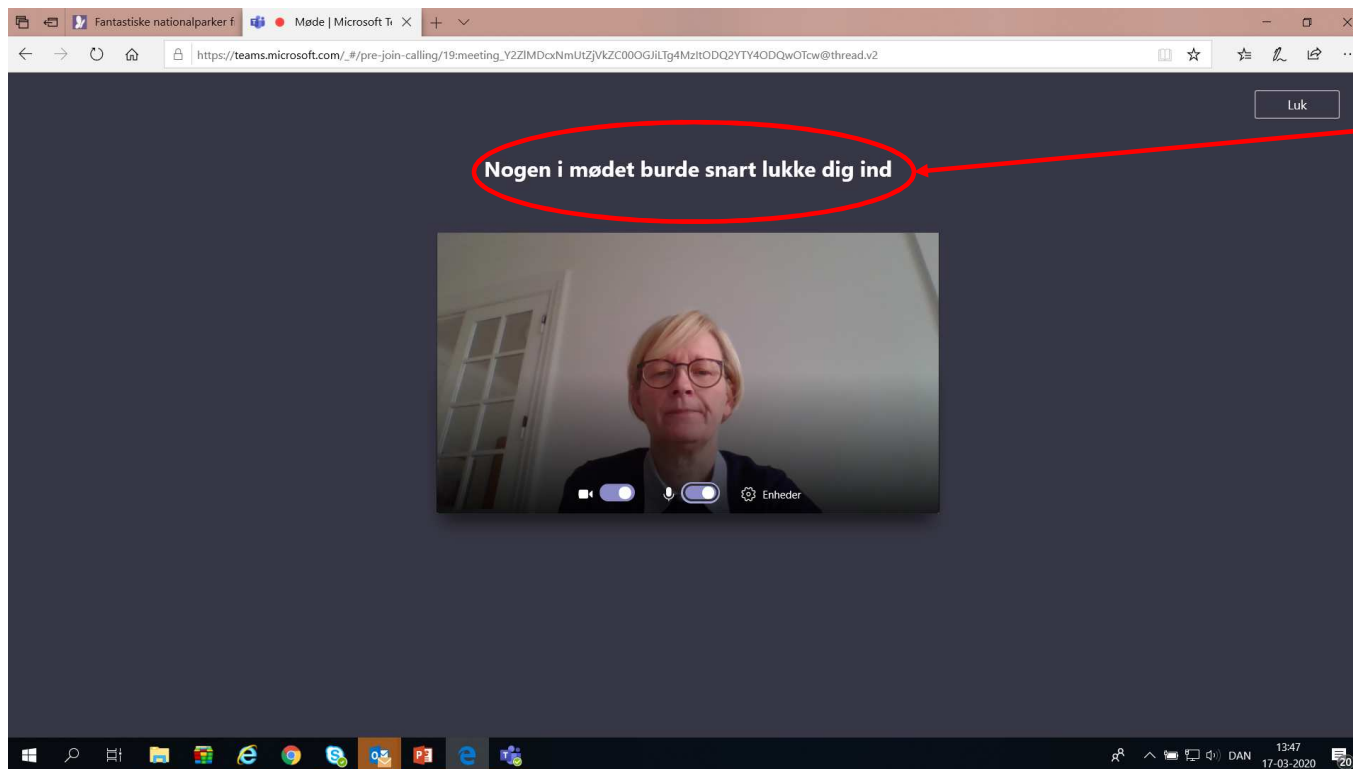 Fantastiske nationalparker f
Møde | Microsoft Te
https://teams.microsoft.com/_#/pre-join-calling/19:meeting_Y2ZlMDcxNmUtZjVkZC00OGJiLTg4MzItODQ2YTY4ODQwOTcw@thread.v2
Luk
Nogen i mødet burde snart lukke dig ind
Enheder
DAN
13:47
17-03-2020
20